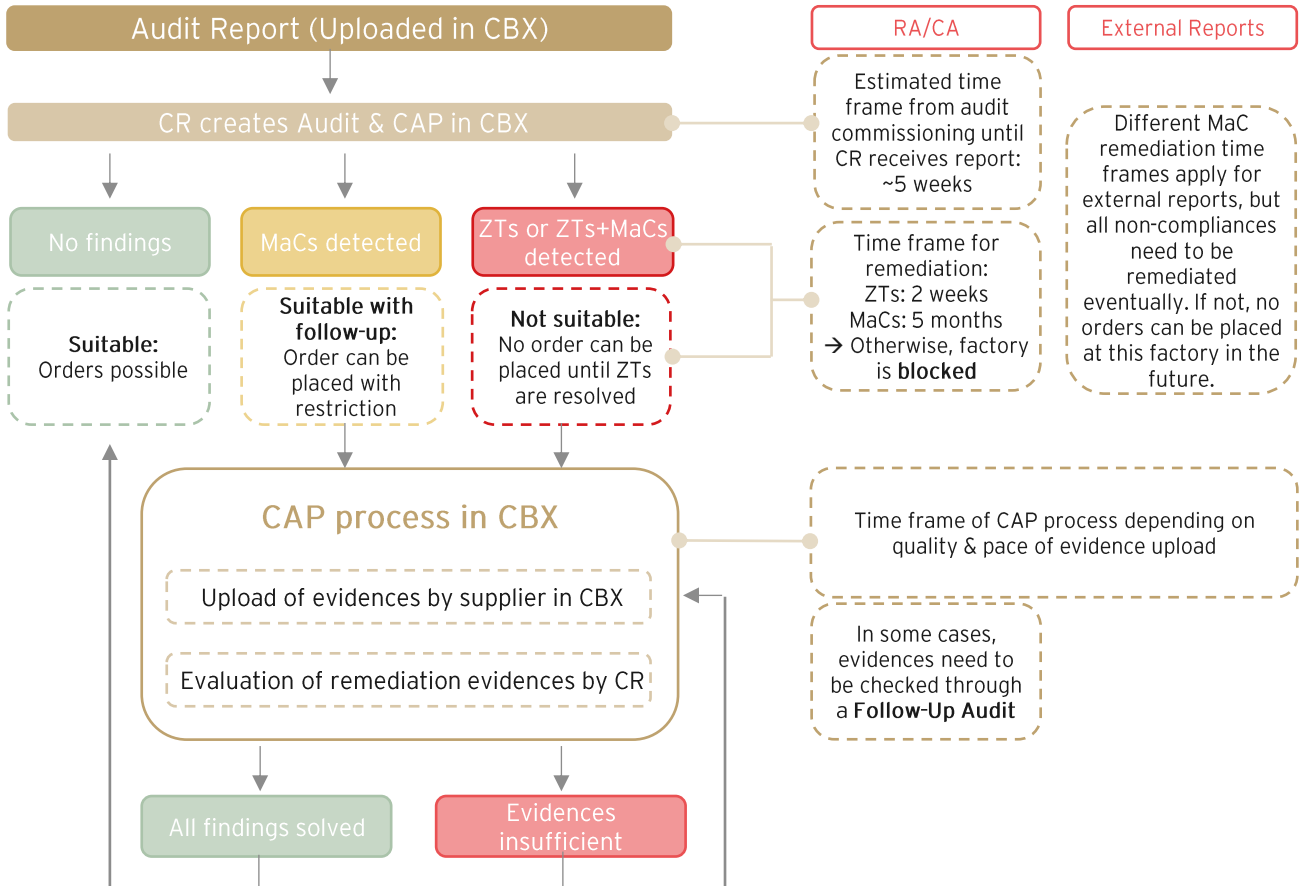 Audit Report (Uploaded in CBX)
CR creates Audit & CAP in CBX
No findings
Suitable:
Orders possible
MaCs detected
Suitable with
follow-up:
Order can be
placed with
restriction
ZTs or ZTs+MaCs
detected
Not suitable:
No order can be
placed until ZTs
are resolved
RA/CA
Estimated time
frame from audit
commissioning until
CR receives report:
~5 weeks
Time frame for
remediation:
ZTs: 2 weeks
MaCs: 5 months
→ Otherwise, factory
is blocked
External Reports
Different MaC
remediation time
frames apply for
external reports, but
all non-compliances
need to be
remediated
eventually. If not, no
orders can be placed
at this factory in the
future.
CAP process in CBX
Upload of evidences by supplier in CBX
Evaluation of remediation evidences by CR
Time frame of CAP process depending on
quality & pace of evidence upload
In some cases,
evidences need to
be checked through
a Follow-Up Audit
All findings solved
Evidences
insufficient